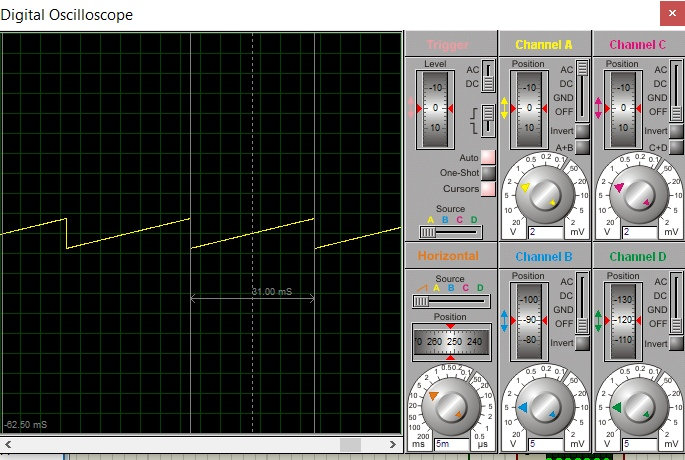 Digital Oscilloscope
Trigger
Level
-10
0
10
AC
DC
Auto
One-Shot
Cursors
Source
A B C D
Channel A
Position
-10
0
10
AC
DC
GND
OFF
Invert
A+B
0.5 0.2 0.1
1 50
2 20
5 10
10 5
20 2
V 2 mV
Channel C
Position
-10
0
10
AC
DC
GND
OFF
Invert
C+D
0.5 0.2 0.1
1 50
2 20
5 10
10 5
20 2
V 2 mV
Horizontal
Source
A B C D
Position
260 250 240
1 0.50 0.2 0.1
2 50
5 20
10 10
20 5
50 2
100 1
200 0.5
ms 5m µs
Channel B
Position
-100
-90
-80
AC
DC
GND
OFF
Invert
0.5 0.2 0.1
1 50
2 20
5 10
10 5
20 2
V 5 mV
Channel D
Position
-130
-120
-110
AC
DC
GND
OFF
Invert
0.5 0.2 0.1
1 50
2 20
5 10
10 5
20 2
V 5 mV
31.00 mS
-62.50 mS